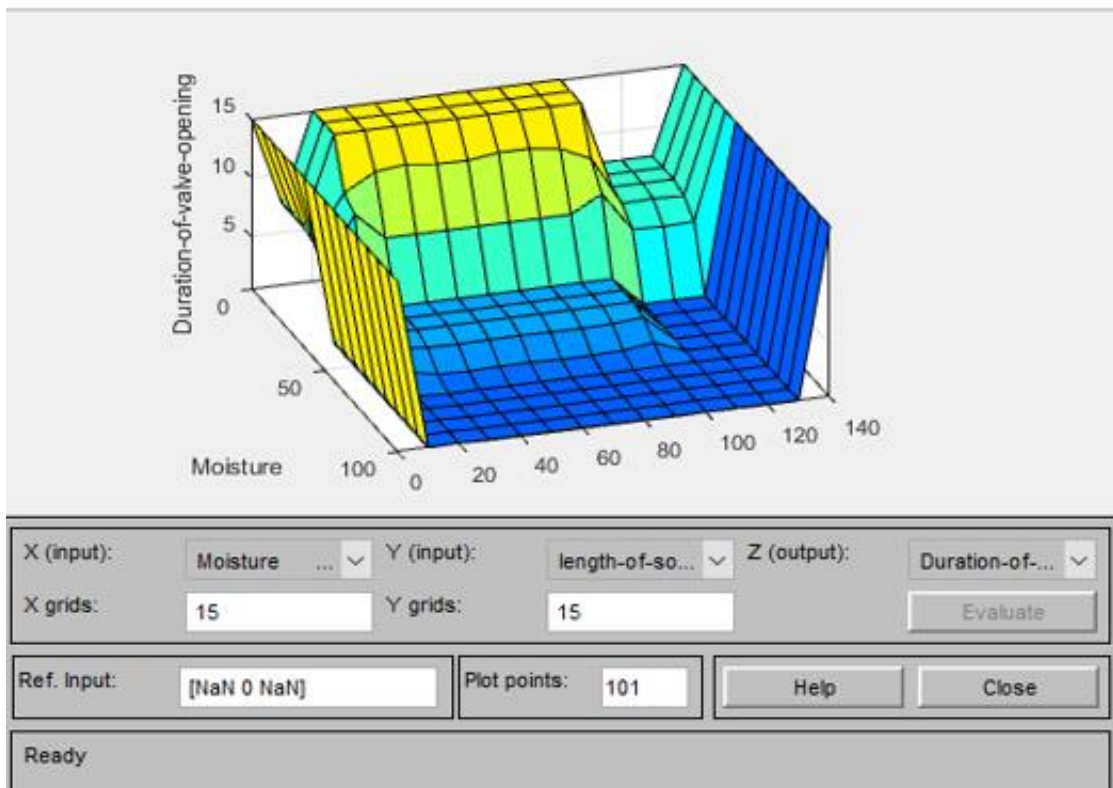 Duration-of-valve-opening
15
10
5
0
50
100
Moisture
0
20
40
60
80
100
120
140
X (input):
Moisture ...
Y (input):
length-of-so...
Z (output):
Duration-of-...
X grids:
15
Y grids:
15
Evaluate
Ref. Input:
[NaN 0 NaN]
Plot points:
101
Help
Close
Ready